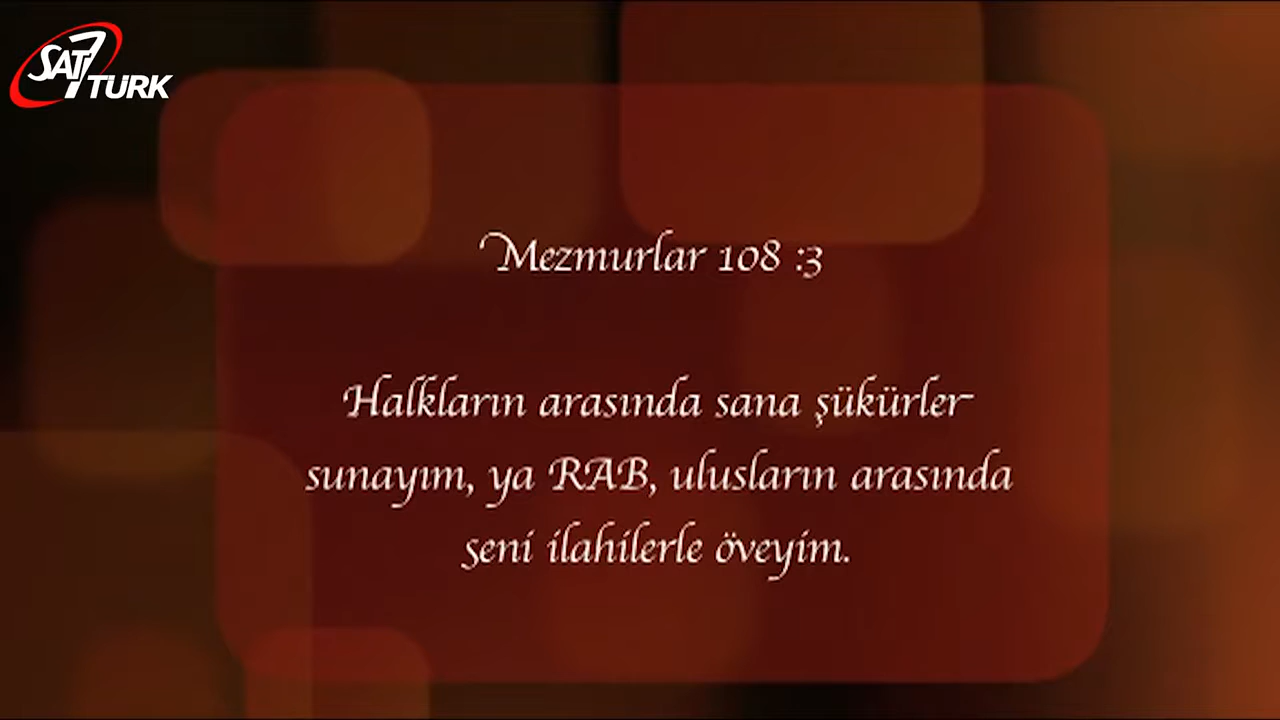 SAT7
TURK
Mezmurlar 108 :3
Halkların arasında sana şükürler
sunayım, ya RAB, ulusların arasında
seni ilahilerle öveyim.